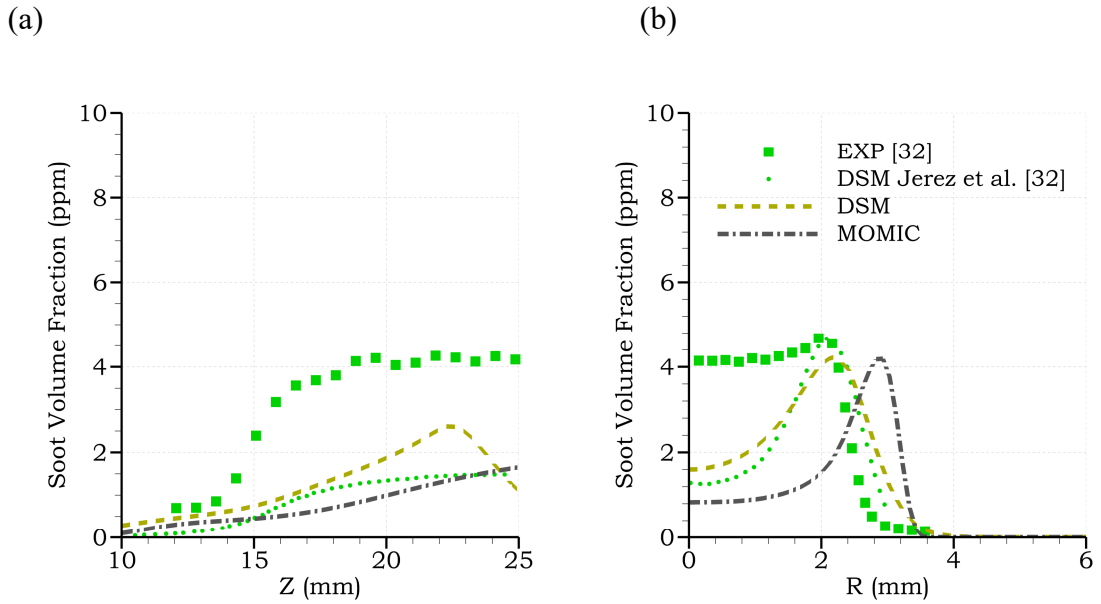 (a)
(b)
10
8
6
4
2
0
Soot Volume Fraction (ppm)
10
15
20
25
Z (mm)
10
8
6
4
2
0
Soot Volume Fraction (ppm)
EXP [32]
DSM Jerez et al. [32]
DSM
MOMIC
0
2
4
6
R (mm)